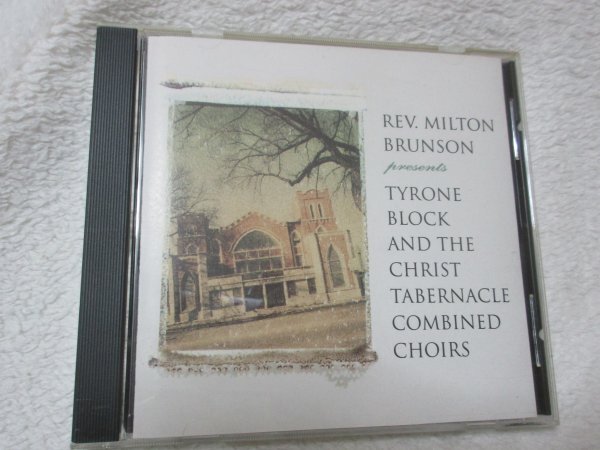 REV. MILTON
BRUNSON
presents
TYRONE
BLOCK
AND THE
CHRIST
TABERNACLE
COMBINED
CHOIRS